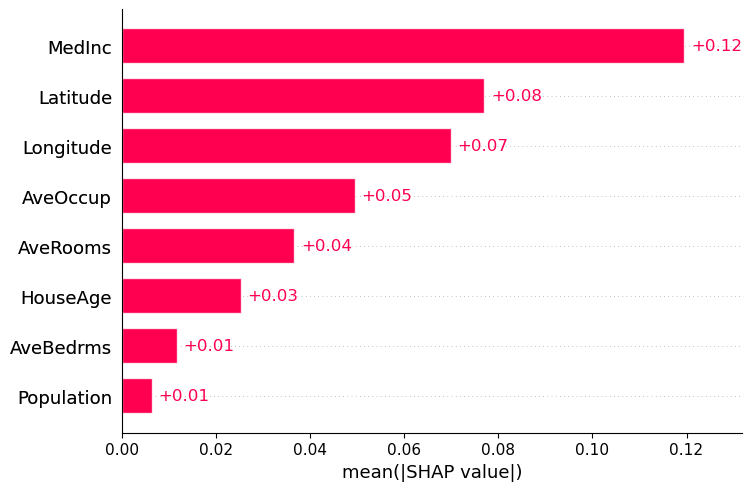 MedInc +0.12
Latitude +0.08
Longitude +0.07
AveOccup +0.05
AveRooms +0.04
HouseAge +0.03
AveBedrms +0.01
Population +0.01
0.00 0.02 0.04 0.06 0.08 0.10 0.12
mean(|SHAP value|)